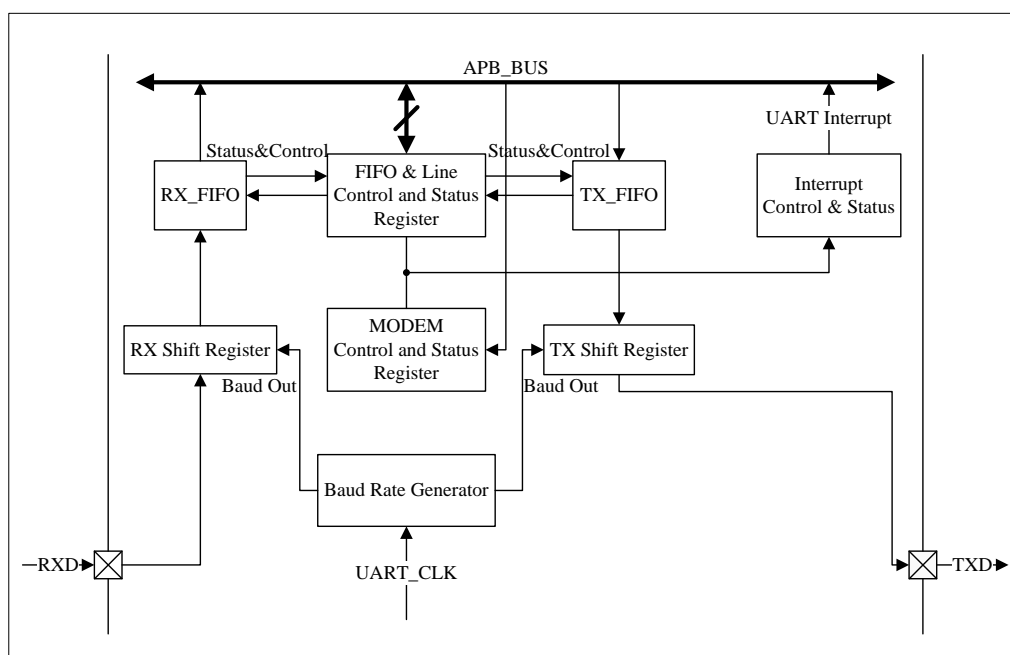 APB_BUS
UART Interrupt
Status&Control
Status&Control
RX_FIFO
FIFO & Line
Control and Status
Register
TX_FIFO
Interrupt
Control & Status
RX Shift Register
MODEM
Control and Status
Register
TX Shift Register
Baud Out
Baud Out
Baud Rate Generator
RXD
UART_CLK
TXD